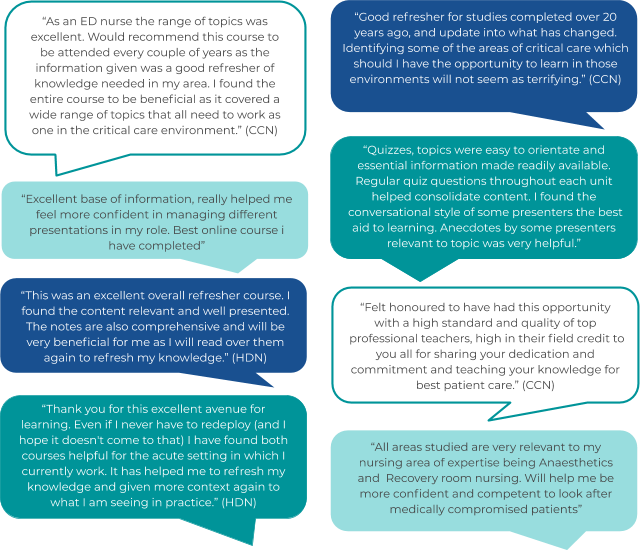 “As an ED nurse the range of topics was
excellent. Would recommend this course to
be attended every couple of years as the
information given was a good refresher of
knowledge needed in my area. I found the
entire course to be beneficial as it covered a
wide range of topics that all need to work as
one in the critical care environment.” (CCN)
“Excellent base of information, really helped me
feel more confident in managing different
presentations in my role. Best online course i
have completed”
“This was an excellent overall refresher course. I
found the content relevant and well presented.
The notes are also comprehensive and will be
very beneficial for me as I will read over them
again to refresh my knowledge.” (HDN)
“Thank you for this excellent avenue for
learning. Even if I never have to redeploy (and I
hope it doesn't come to that) I have found both
courses helpful for the acute setting in which I
currently work. It has helped me to refresh my
knowledge and given more context again to
what I am seeing in practice.” (HDN)
“Good refresher for studies completed over 20
years ago, and update into what has changed.
Identifying some of the areas of critical care which
should I have the opportunity to learn in those
environments will not seem as terrifying.” (CCN)
“Quizzes, topics were easy to orientate and
essential information made readily available.
Regular quiz questions throughout each unit
helped consolidate content. I found the
conversational style of some presenters the best
aid to learning. Anecdotes by some presenters
relevant to topic was very helpful.”
“Felt honoured to have had this opportunity
with a high standard and quality of top
professional teachers, high in their field credit to
you all for sharing your dedication and
commitment and teaching your knowledge for
best patient care.” (CCN)
“All areas studied are very relevant to my
nursing area of expertise being Anaesthetics
and Recovery room nursing. Will help me be
more confident and competent to look after
medically compromised patients”